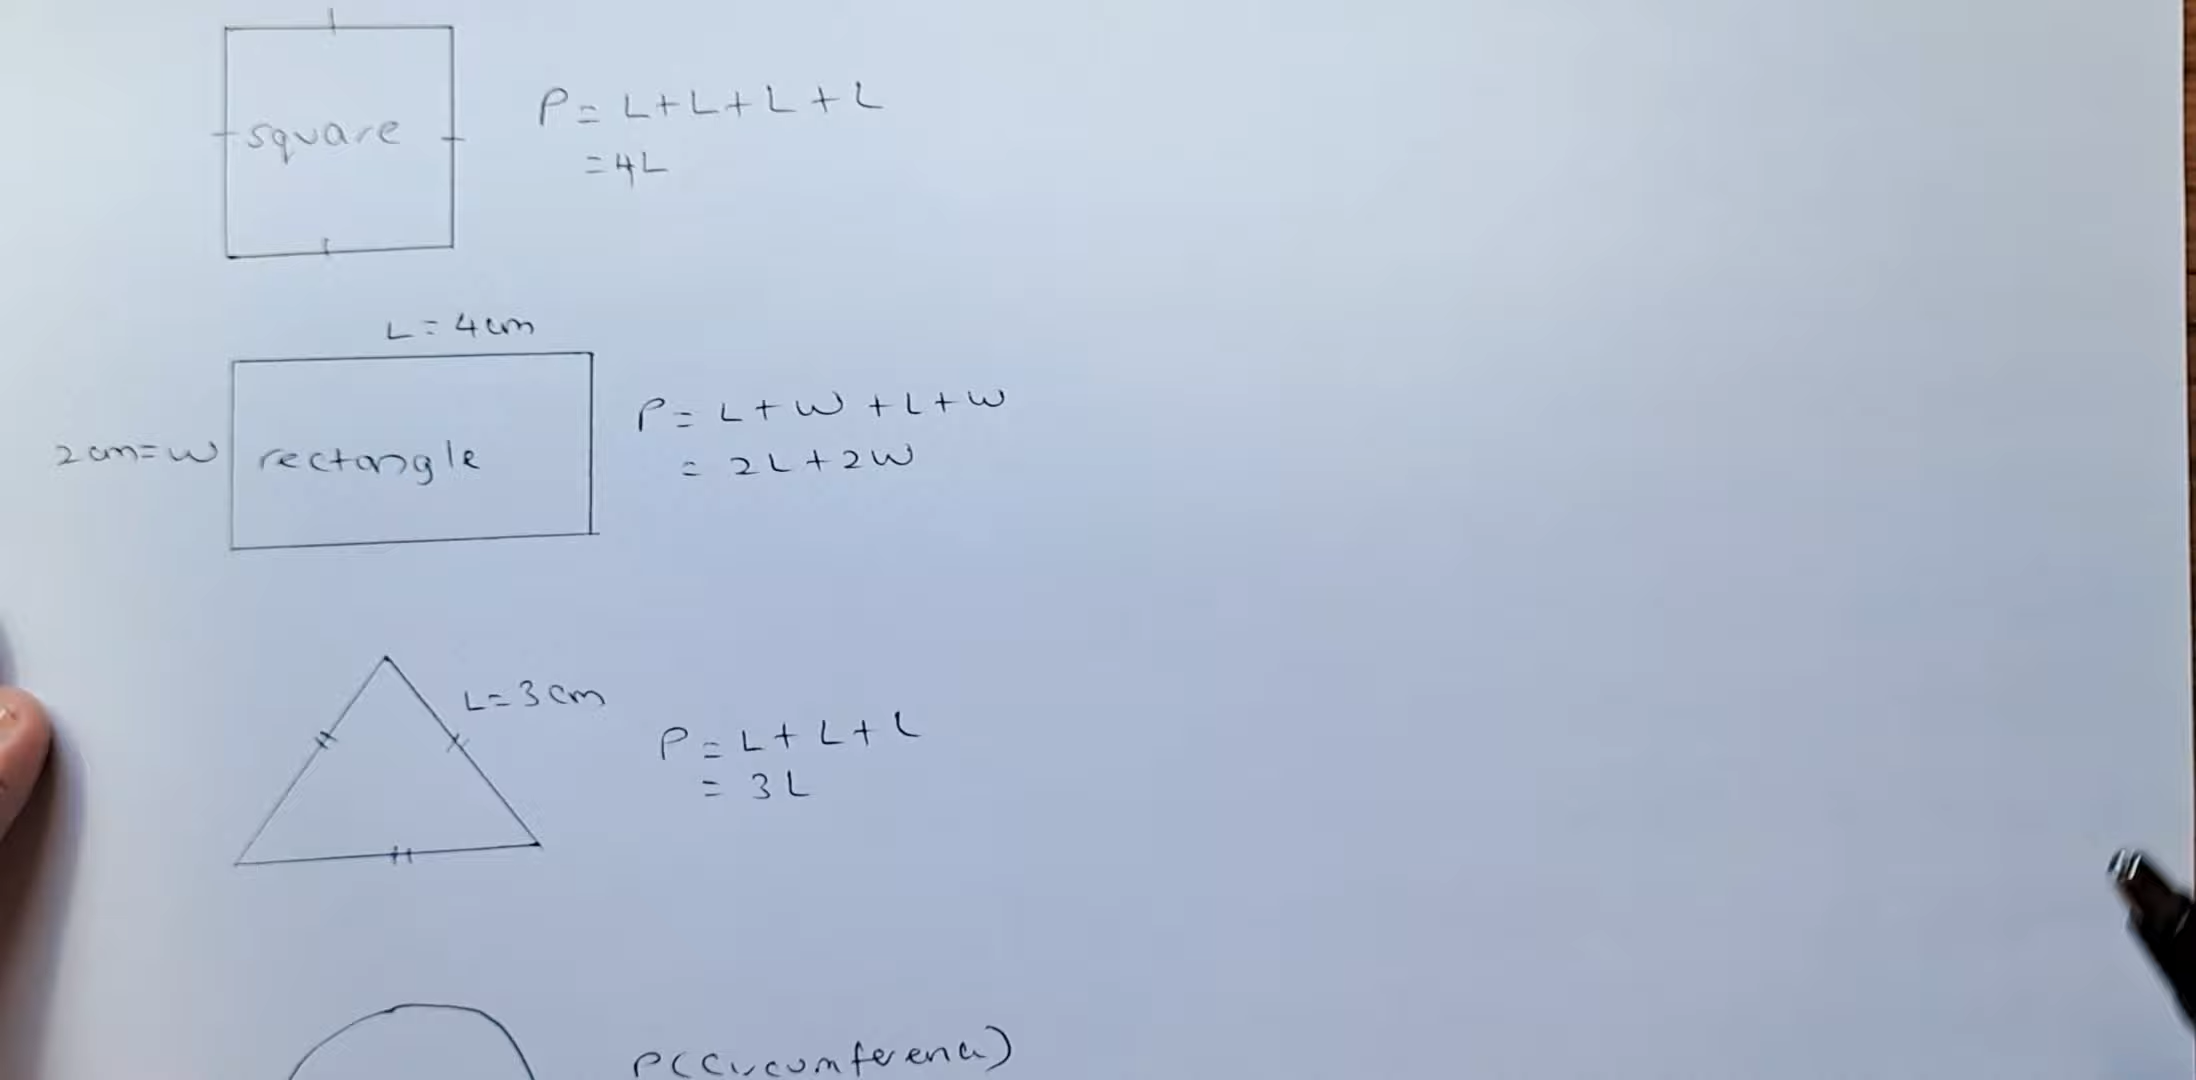 square
P = L + L + L + L
= 4L
L = 4cm
2cm = W
rectangle
P = L + W + L + W
= 2L + 2W
L = 3cm
P = L + L + L
= 3L
P(Circumference)